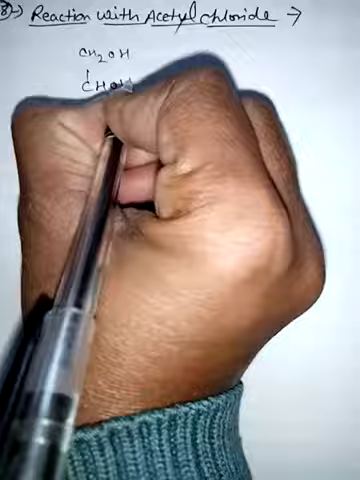 8→) Reaction with Acetyl chloride →
CH2OH
|
CHOH